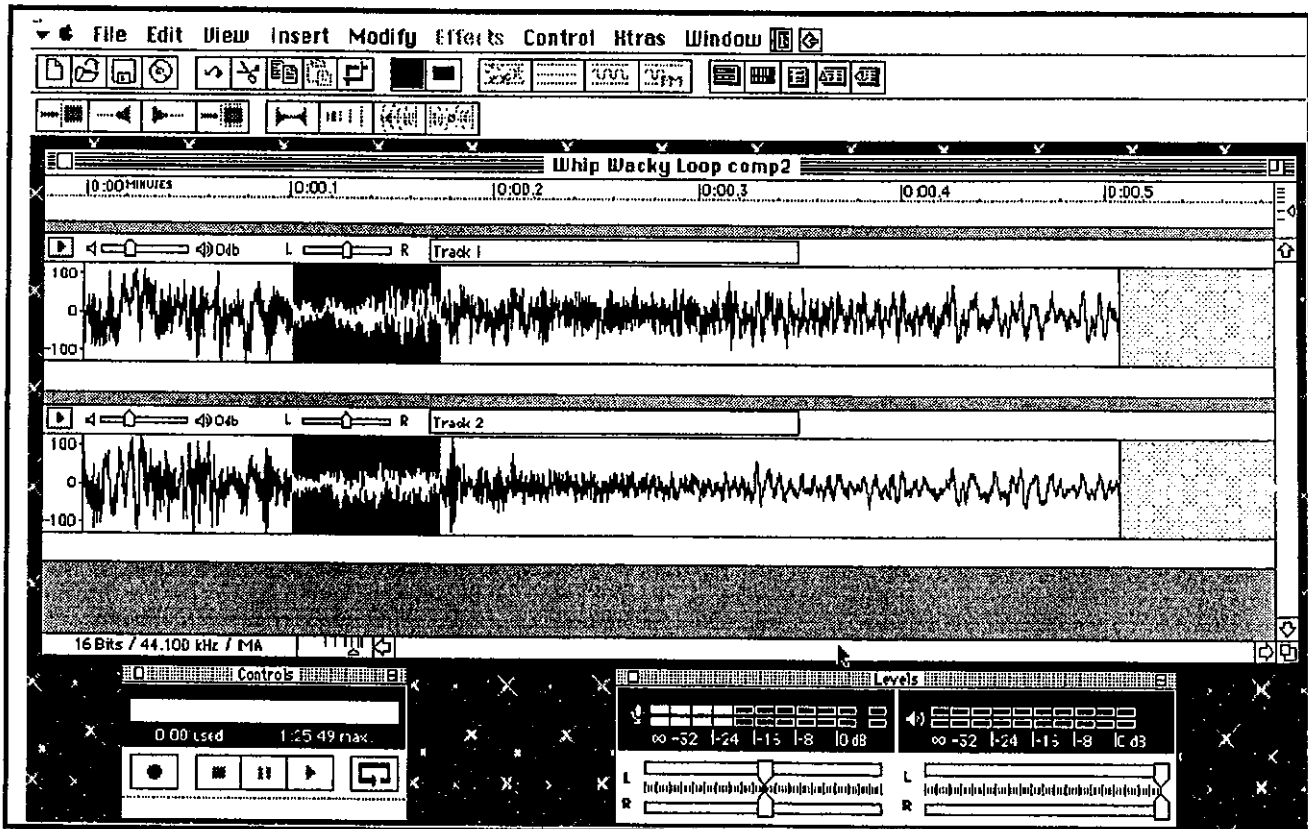 File Edit View Insert Modify Effects Control Xtras Window
Whip Wacky Loop comp2
0:00 MINUTES 0:00.1 0:00.2 0:00.3 0:00.4 0:00.5
0db L R Track 1
100
0
-100
0db L R Track 2
100
0
-100
16 Bits / 44.100 kHz / IMA
Controls
Levels
0:00 used 1:25:49 max.
∞ -32 -24 -16 -8 0 dB
∞ -32 -24 -16 -8 0 dB
L
R
L
R